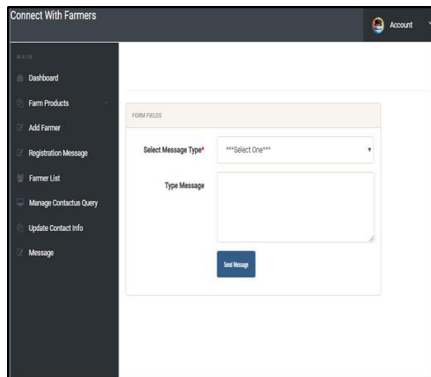 Connect With Farmers
Account
MAIN
Dashboard
Farm Products
Add Farmer
Registration Message
Farmer List
Manage Contactus Query
Update Contact Info
Message
FORM FIELDS
Select Message Type*
***Select One***
Type Message
Send Message